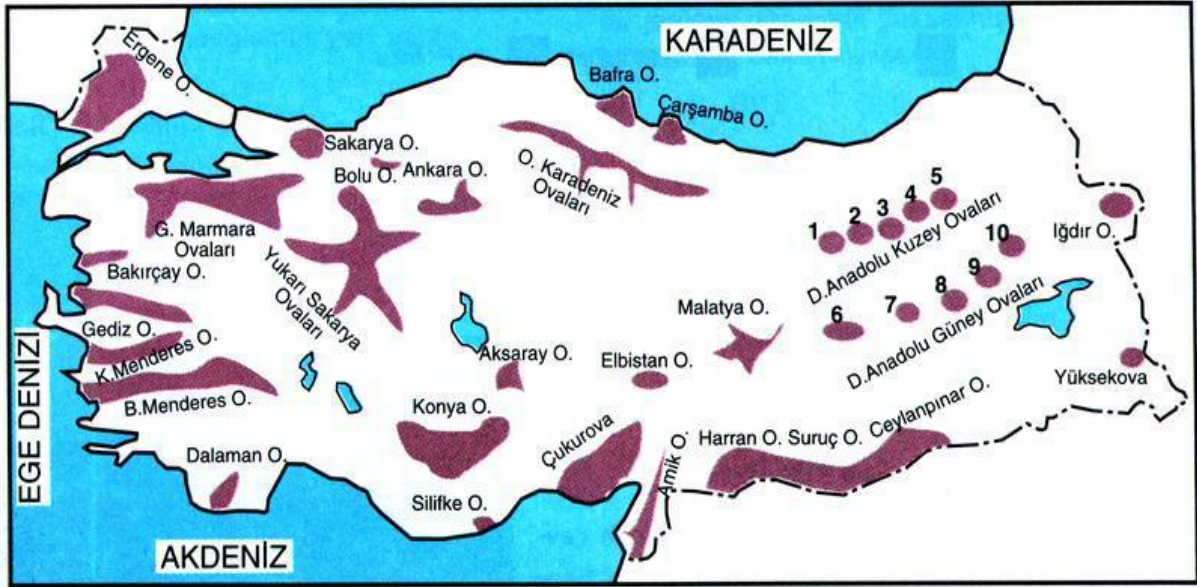 KARADENİZ
Ergene O.
Bafra O.
Çarşamba O.
Sakarya O.
Bolu O.
Ankara O.
O. Karadeniz
Ovaları
G. Marmara
Ovaları
Yukarı Sakarya
Ovaları
Bakırçay O.
Gediz O.
K.Menderes O.
B.Menderes O.
EGE DENİZİ
Dalaman O.
AKDENİZ
Konya O.
Aksaray O.
Silifke O.
Çukurova
Elbistan O.
Malatya O.
Amik O.
Harran O.
Suruç O.
Ceylanpınar O.
1
2
3
4
5
D.Anadolu Kuzey Ovaları
6
7
8
9
10
D.Anadolu Güney Ovaları
Iğdır O.
Yüksekova